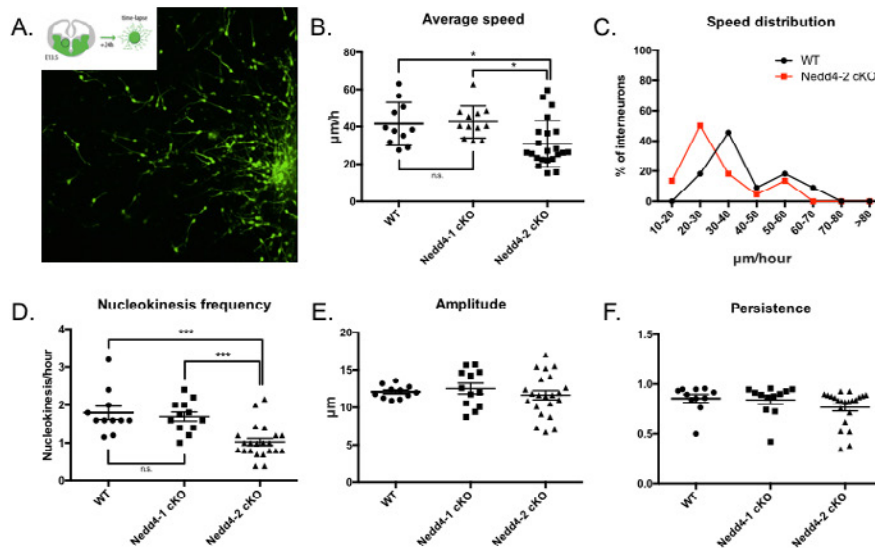 A.
time-lapse
+24h
E13.5
B.
Average speed
µm/h
80
60
40
20
0
*
*
n.s.
WT
Nedd4-1 cKO
Nedd4-2 cKO
C.
Speed distribution
% of interneurons
100
80
60
40
20
0
WT
Nedd4-2 cKO
10-20
20-30
30-40
40-50
50-60
60-70
70-80
>80
µm/hour
D.
Nucleokinesis frequency
Nucleokinesis/hour
4
3
2
1
0
***
***
n.s.
WT
Nedd4-1 cKO
Nedd4-2 cKO
E.
Amplitude
µm
20
15
10
5
0
WT
Nedd4-1 cKO
Nedd4-2 cKO
F.
Persistence
1.5
1.0
0.5
0.0
WT
Nedd4-1 cKO
Nedd4-2 cKO